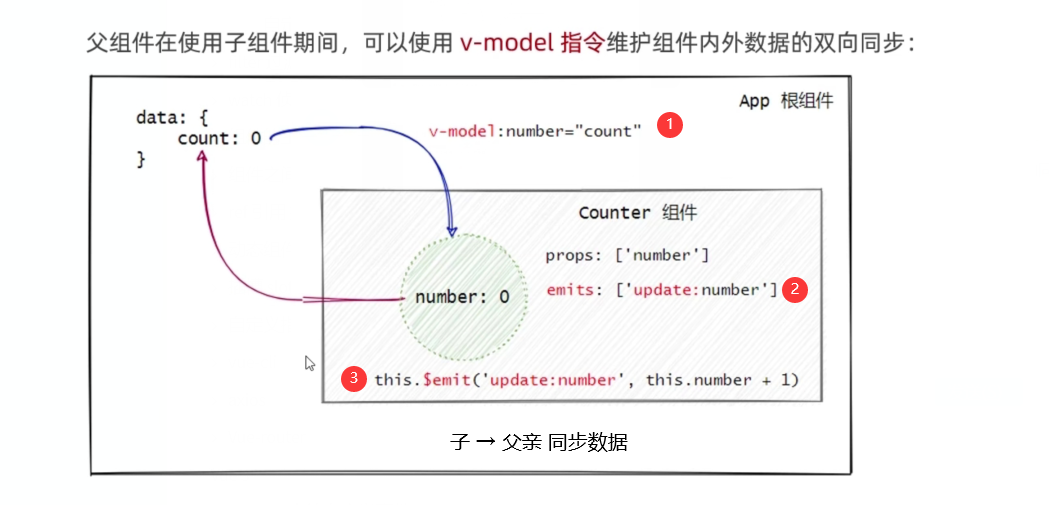 父组件在使用子组件期间，可以使用 v-model 指令维护组件内外数据的双向同步：
App 根组件
data: {
count: 0
}
v-model:number="count" 1
Counter 组件
props: ['number']
emits: ['update:number'] 2
number: 0
3 this.$emit('update:number', this.number + 1)
子 → 父亲 同步数据